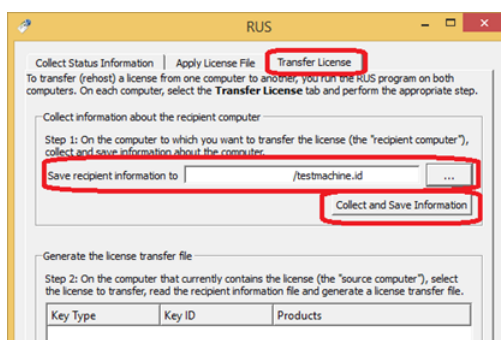 RUS
Collect Status Information Apply License File Transfer License
To transfer (rehost) a license from one computer to another, you run the RUS program on both
computers. On each computer, select the Transfer License tab and perform the appropriate step.
Collect information about the recipient computer
Step 1: On the computer to which you want to transfer the license (the "recipient computer"),
collect and save information about the computer.
Save recipient information to /testmachine.id ...
Collect and Save Information
Generate the license transfer file
Step 2: On the computer that currently contains the license (the "source computer"), select
the license to transfer, read the recipient information file and generate a license transfer file.
Key Type Key ID Products